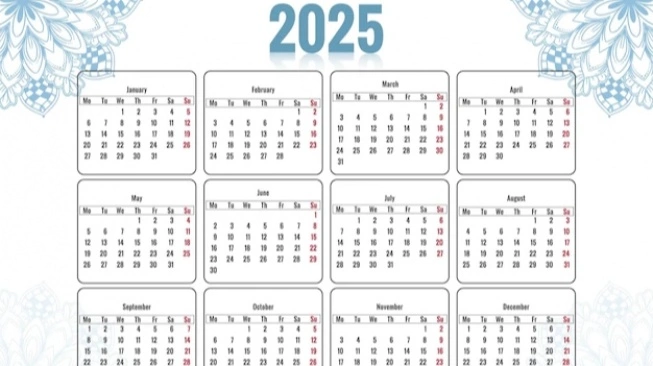 2025
January
Mo Tu We Th Fr Sa Su
1 2 3 4 5
6 7 8 9 10 11 12
13 14 15 16 17 18 19
20 21 22 23 24 25 26
27 28 29 30 31
February
Mo Tu We Th Fr Sa Su
1 2
3 4 5 6 7 8 9
10 11 12 13 14 15 16
17 18 19 20 21 22 23
24 25 26 27 28
March
Mo Tu We Th Fr Sa Su
1 2
3 4 5 6 7 8 9
10 11 12 13 14 15 16
17 18 19 20 21 22 23
24 25 26 27 28 29 30
31
April
Mo Tu We Th Fr Sa Su
1 2 3 4 5 6
7 8 9 10 11 12 13
14 15 16 17 18 19 20
21 22 23 24 25 26 27
28 29 30
May
Mo Tu We Th Fr Sa Su
1 2 3 4
5 6 7 8 9 10 11
12 13 14 15 16 17 18
19 20 21 22 23 24 25
26 27 28 29 30 31
June
Mo Tu We Th Fr Sa Su
1
2 3 4 5 6 7 8
9 10 11 12 13 14 15
16 17 18 19 20 21 22
23 24 25 26 27 28 29
30
July
Mo Tu We Th Fr Sa Su
1 2 3 4 5 6
7 8 9 10 11 12 13
14 15 16 17 18 19 20
21 22 23 24 25 26 27
28 29 30 31
August
Mo Tu We Th Fr Sa Su
1 2 3
4 5 6 7 8 9 10
11 12 13 14 15 16 17
18 19 20 21 22 23 24
25 26 27 28 29 30 31
September
Mo Tu We Th Fr Sa Su
1 2 3 4 5 6 7
8 9 10 11 12 13 14
15 16 17 18 19 20 21
22 23 24 25 26 27 28
October
Mo Tu We Th Fr Sa Su
1 2 3 4 5
6 7 8 9 10 11 12
13 14 15 16 17 18 19
20 21 22 23 24 25 26
November
Mo Tu We Th Fr Sa Su
1 2
3 4 5 6 7 8 9
10 11 12 13 14 15 16
17 18 19 20 21 22 23
December
Mo Tu We Th Fr Sa Su
1 2 3 4 5 6 7
8 9 10 11 12 13 14
15 16 17 18 19 20 21
22 23 24 25 26 27 28